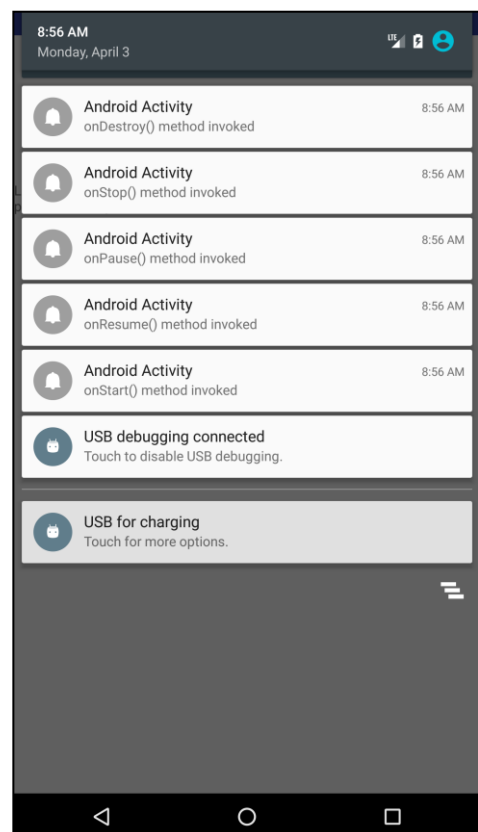 8:56 AM
Monday, April 3
LTE
Android Activity 8:56 AM
onDestroy() method invoked
Android Activity 8:56 AM
onStop() method invoked
Android Activity 8:56 AM
onPause() method invoked
Android Activity 8:56 AM
onResume() method invoked
Android Activity 8:56 AM
onStart() method invoked
USB debugging connected
Touch to disable USB debugging.
USB for charging
Touch for more options.